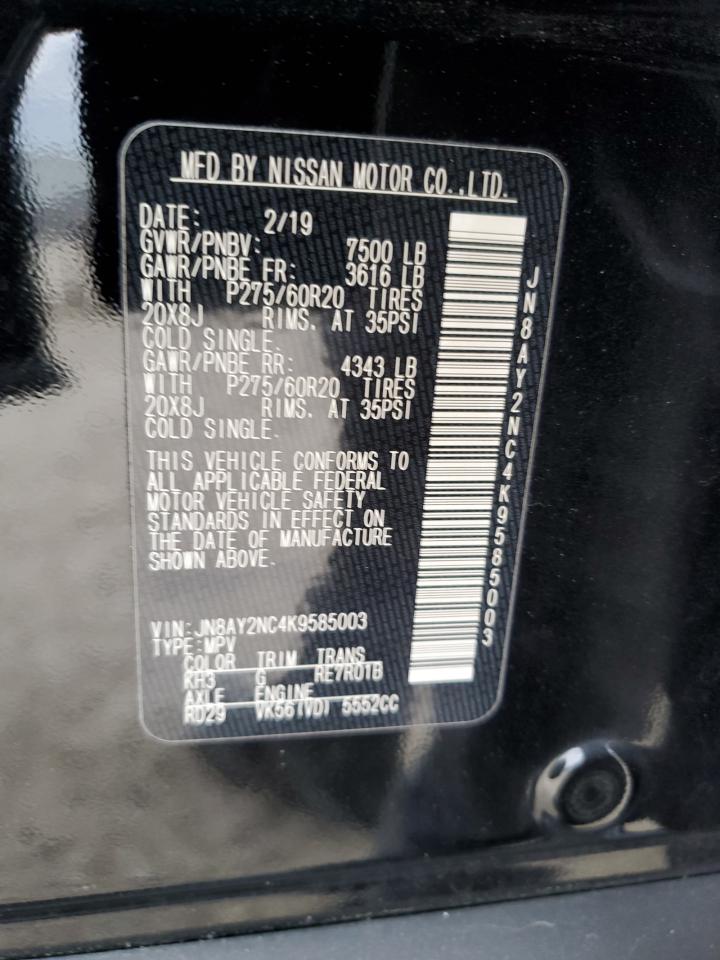 MFD BY NISSAN MOTOR CO.,LTD.
DATE: 2/19
GVWR/PNBV: 7500 LB
GAWR/PNBE FR: 3616 LB
WITH P275/60R20 TIRES
20X8J RIMS. AT 35PSI
COLD SINGLE.
GAWR/PNBE RR: 4343 LB
WITH P275/60R20 TIRES
20X8J RIMS. AT 35PSI
COLD SINGLE.
THIS VEHICLE CONFORMS TO
ALL APPLICABLE FEDERAL
MOTOR VEHICLE SAFETY
STANDARDS IN EFFECT ON
THE DATE OF MANUFACTURE
SHOWN ABOVE.
VIN:JN8AY2NC4K9585003
TYPE:MPV
COLOR TRIM TRANS
KH3 G RE7R01B
AXLE ENGINE
RD29 VK56(VD) 5552CC
JN8AY2NC4K9585003